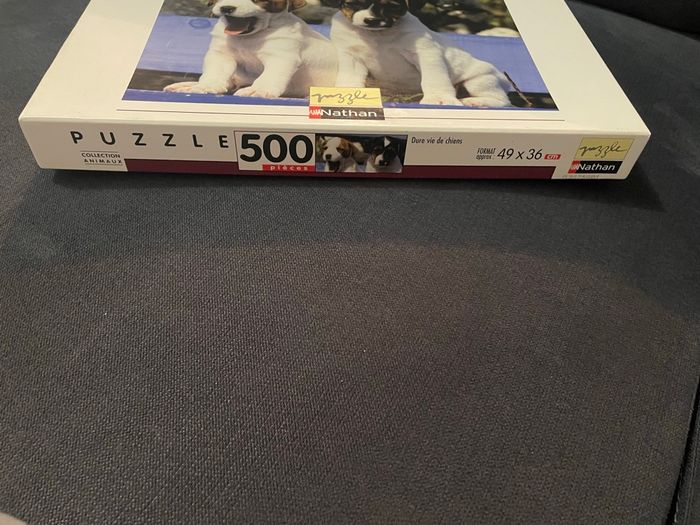 puzzle
Nathan
PUZZLE
COLLECTION
ANIMAUX
500
pièces
Dure vie de chiens
FORMAT
approx.
49 x 36 cm
puzzle
Nathan